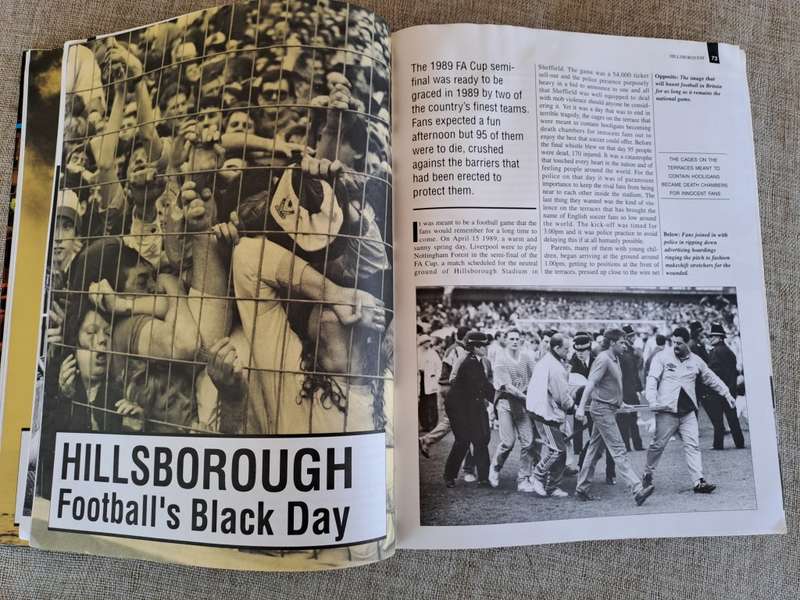 HILLSBOROUGH
Football's Black Day
HILLSBOROUGH
73
The 1989 FA Cup semi-
final was ready to be
graced in 1989 by two of
the country's finest teams.
Fans expected a fun
afternoon but 95 of them
were to die, crushed
against the barriers that
had been erected to
protect them.
It was meant to be a football game that the
fans would remember for a long time to
come. On April 15 1989, a warm and
sunny spring day, Liverpool were to play
Nottingham Forest in the semi-final of the
FA Cup, a match scheduled for the neutral
ground of Hillsborough Stadium in
Sheffield. The game was a 54,000 ticket
sell-out and the police presence purposely
heavy in a bid to announce to one and all
that Sheffield was well equipped to deal
with mob violence should anyone be consid-
ering it. Yet it was a day that was to end in
terrible tragedy, the cages on the terrace that
were meant to contain hooligans becoming
death chambers for innocent fans out to
enjoy the best that soccer could offer. Before
the final whistle blew on that day 95 people
were dead, 170 injured. It was a catastrophe
that touched every heart in the nation and of
feeling people around the world. For the
police on that day it was of paramount
importance to keep the rival fans from being
near to each other inside the stadium. The
last thing they wanted was the kind of vio-
lence on the terraces that has brought the
name of English soccer fans so low around
the world. The kick-off was timed for
3.00pm and it was police practice to avoid
delaying this if at all humanly possible.
Parents, many of them with young chil-
dren, began arriving at the ground around
1.00pm, getting to positions at the front of
the terraces, pressed up close to the wire net
Opposite: The image that
will haunt football in Britain
for as long as it remains the
national game.
THE CAGES ON THE
TERRACES MEANT TO
CONTAIN HOOLIGANS
BECAME DEATH CHAMBERS
FOR INNOCENT FANS
Below: Fans joined in with
police in ripping down
advertising hoardings
ringing the pitch to fashion
makeshift stretchers for the
wounded.